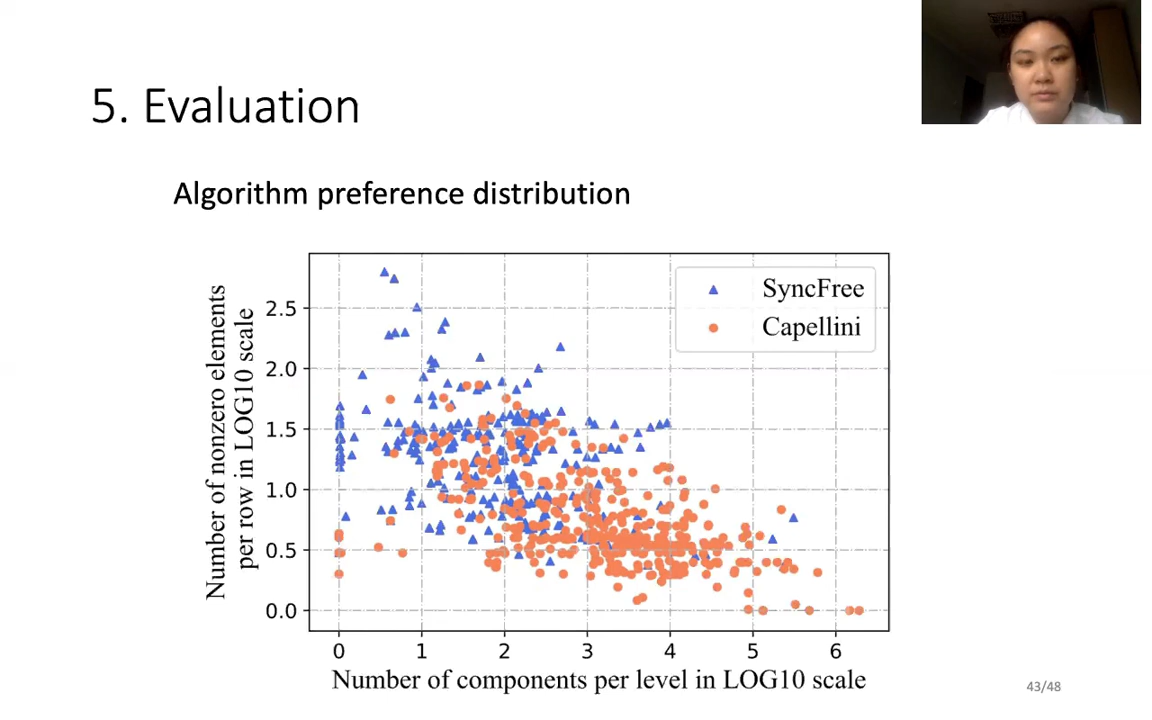 5. Evaluation
Algorithm preference distribution
Number of nonzero elements
per row in LOG10 scale
2.5
2.0
1.5
1.0
0.5
0.0
SyncFree
Capellini
0 1 2 3 4 5 6
Number of components per level in LOG10 scale
43/48